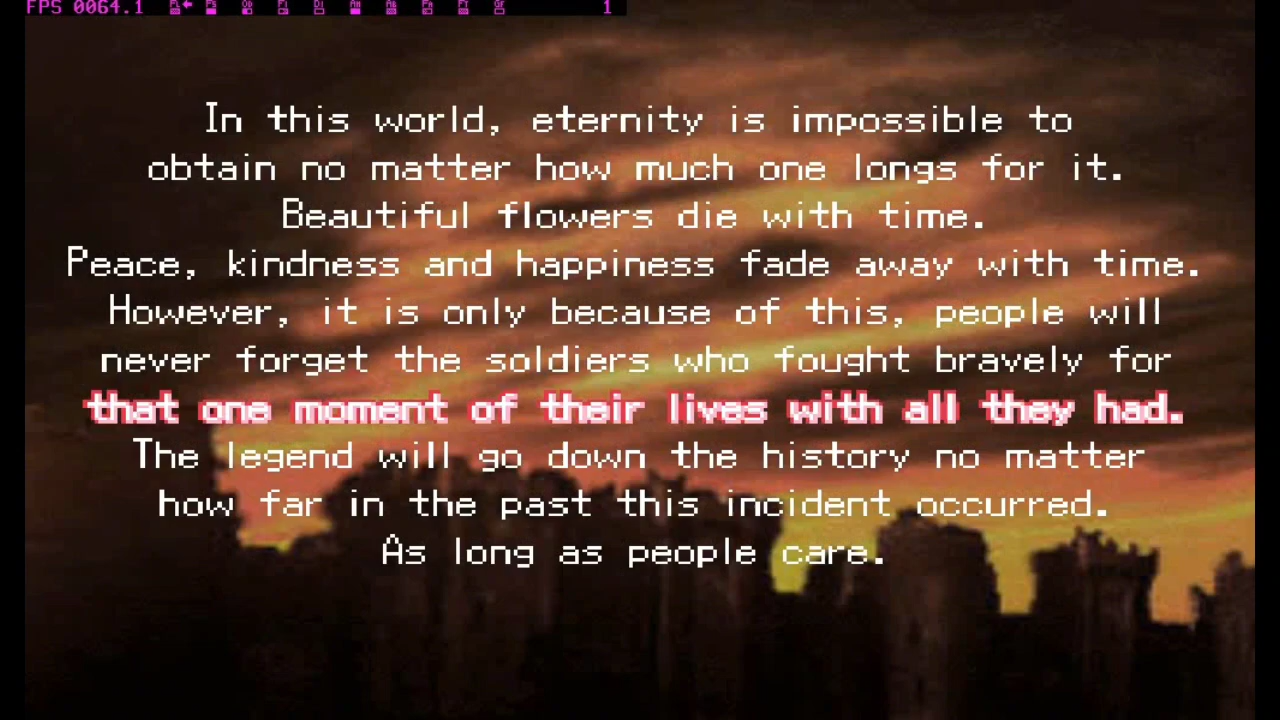 FPS 0064.1
1
In this world, eternity is impossible to
obtain no matter how much one longs for it.
Beautiful flowers die with time.
Peace, kindness and happiness fade away with time.
However, it is only because of this, people will
never forget the soldiers who fought bravely for
that one moment of their lives with all they had.
The legend will go down the history no matter
how far in the past this incident occurred.
As long as people care.